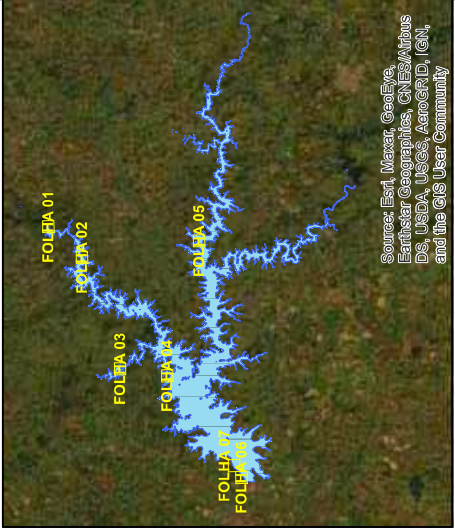 FOLHA 01
FOLHA 02
FOLHA 03
FOLHA 04
FOLHA 05
FOLHA 07
FOLHA 06
Source: Esri, Maxar, GeoEye,
Earthstar Geographics, CNES/Airbus
DS, USDA, USGS, AeroGRID, IGN,
and the GIS User Community